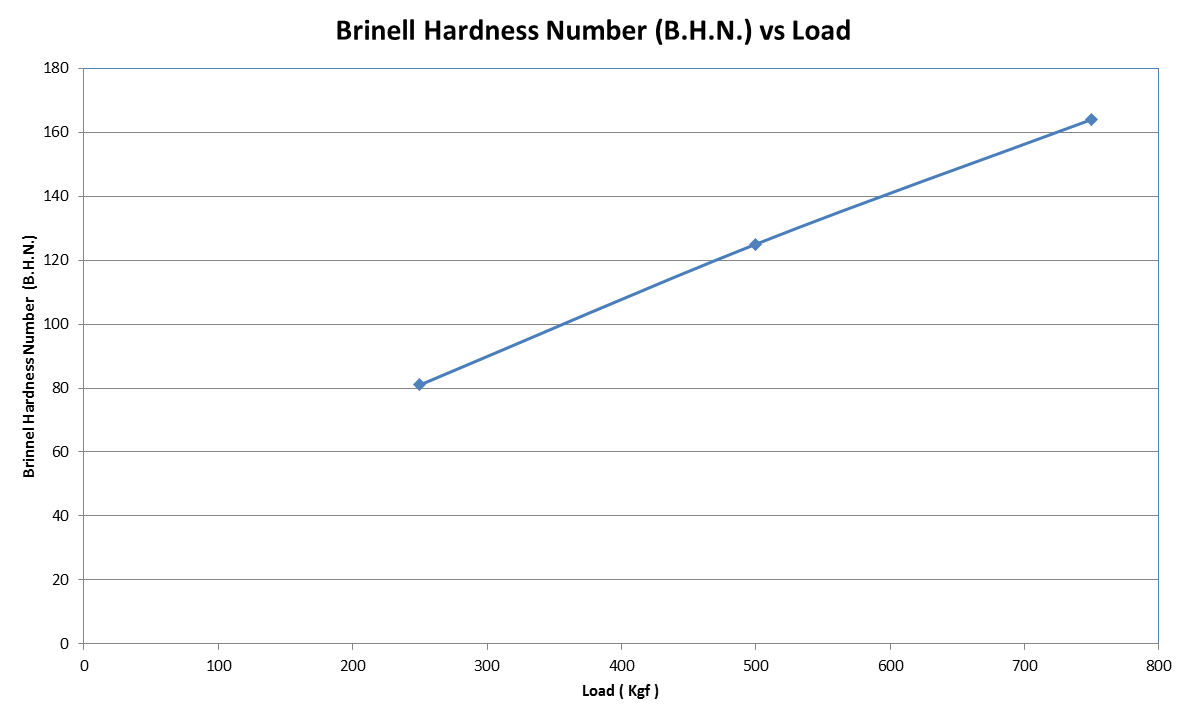 Brinell Hardness Number (B.H.N.) vs Load
180
160
140
120
100
80
60
40
20
0
Brinnel Hardness Number (B.H.N.)
0 100 200 300 400 500 600 700 800
Load ( Kgf )